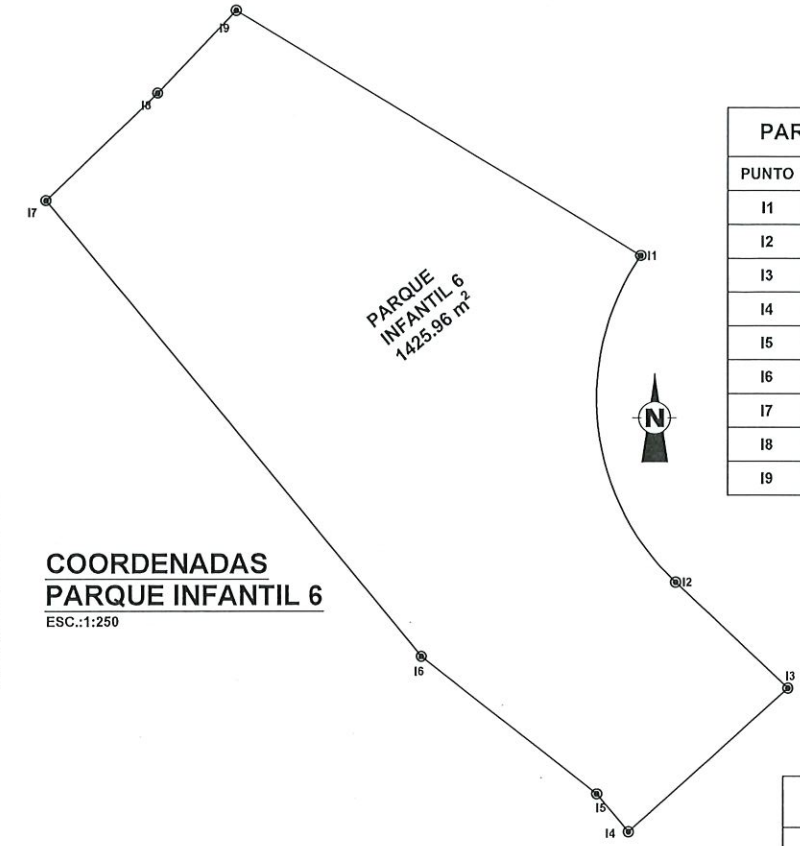 I9
I8
I7
I1
PARQUE
INFANTIL 6
1425.96 m²
N
I2
I3
I6
I5
I4
COORDENADAS
PARQUE INFANTIL 6
ESC.:1:250
PAR
PUNTO
I1
I2
I3
I4
I5
I6
I7
I8
I9